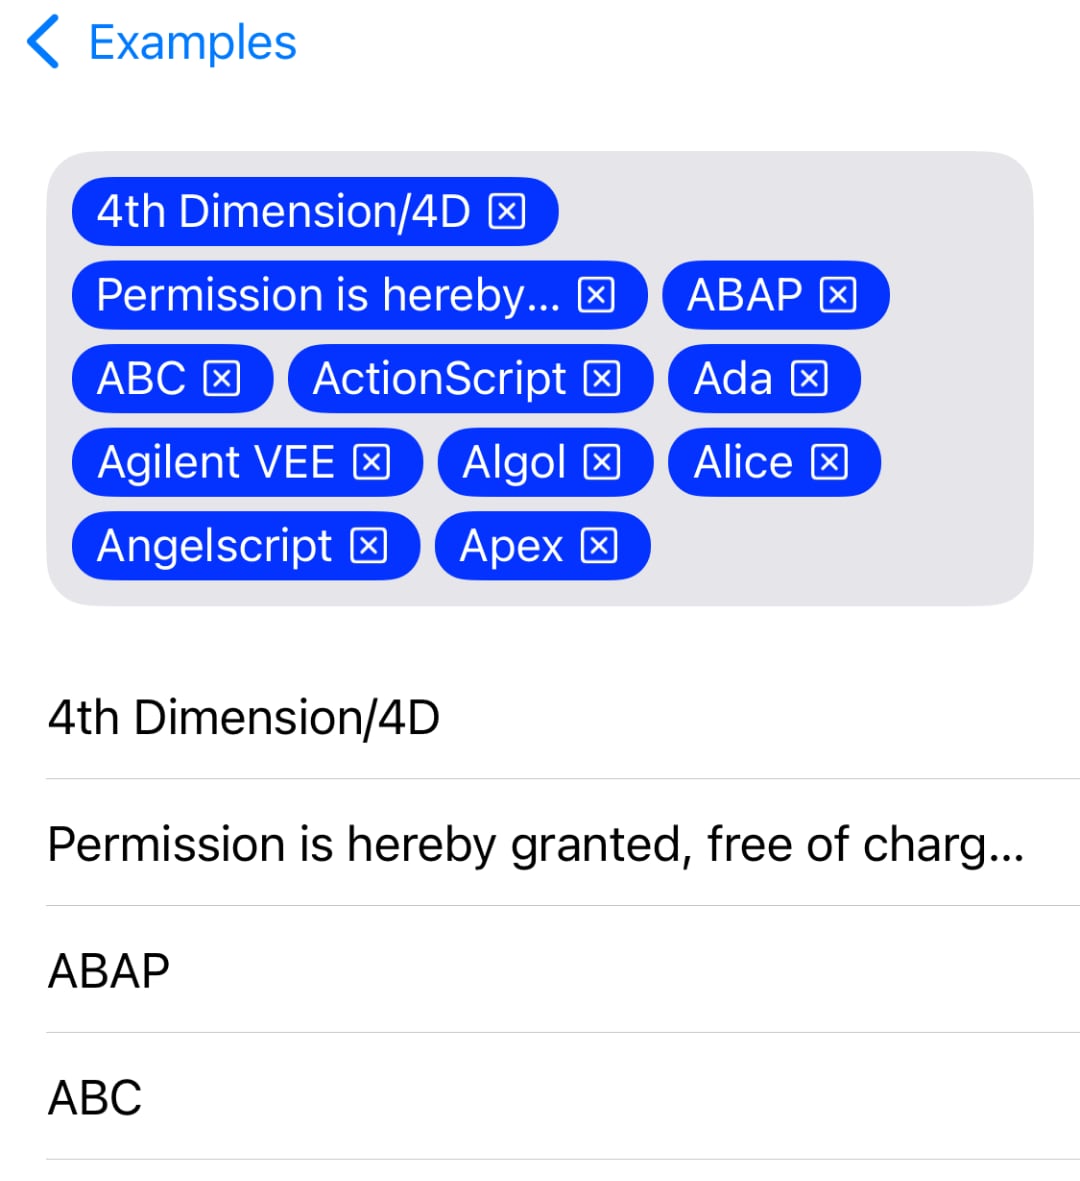 Examples
4th Dimension/4D
Permission is hereby... ABAP
ABC ActionScript Ada
Agilent VEE Algol Alice
Angelscript Apex
4th Dimension/4D
Permission is hereby granted, free of charg...
ABAP
ABC